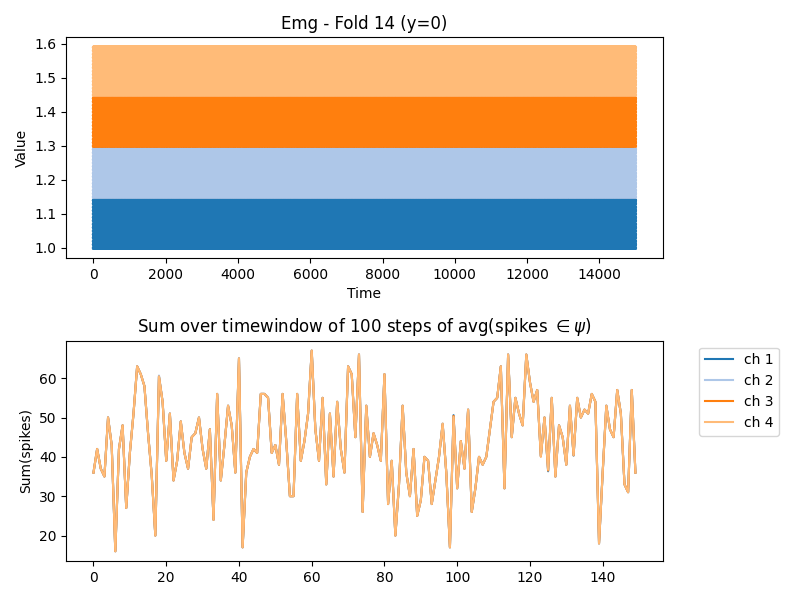 Emg - Fold 14 (y=0)
Value
1.6
1.5
1.4
1.3
1.2
1.1
1.0
0 2000 4000 6000 8000 10000 12000 14000
Time
Sum over timewindow of 100 steps of avg(spikes ∈ ψ)
Sum(spikes)
60
50
40
30
20
0 20 40 60 80 100 120 140
ch 1
ch 2
ch 3
ch 4